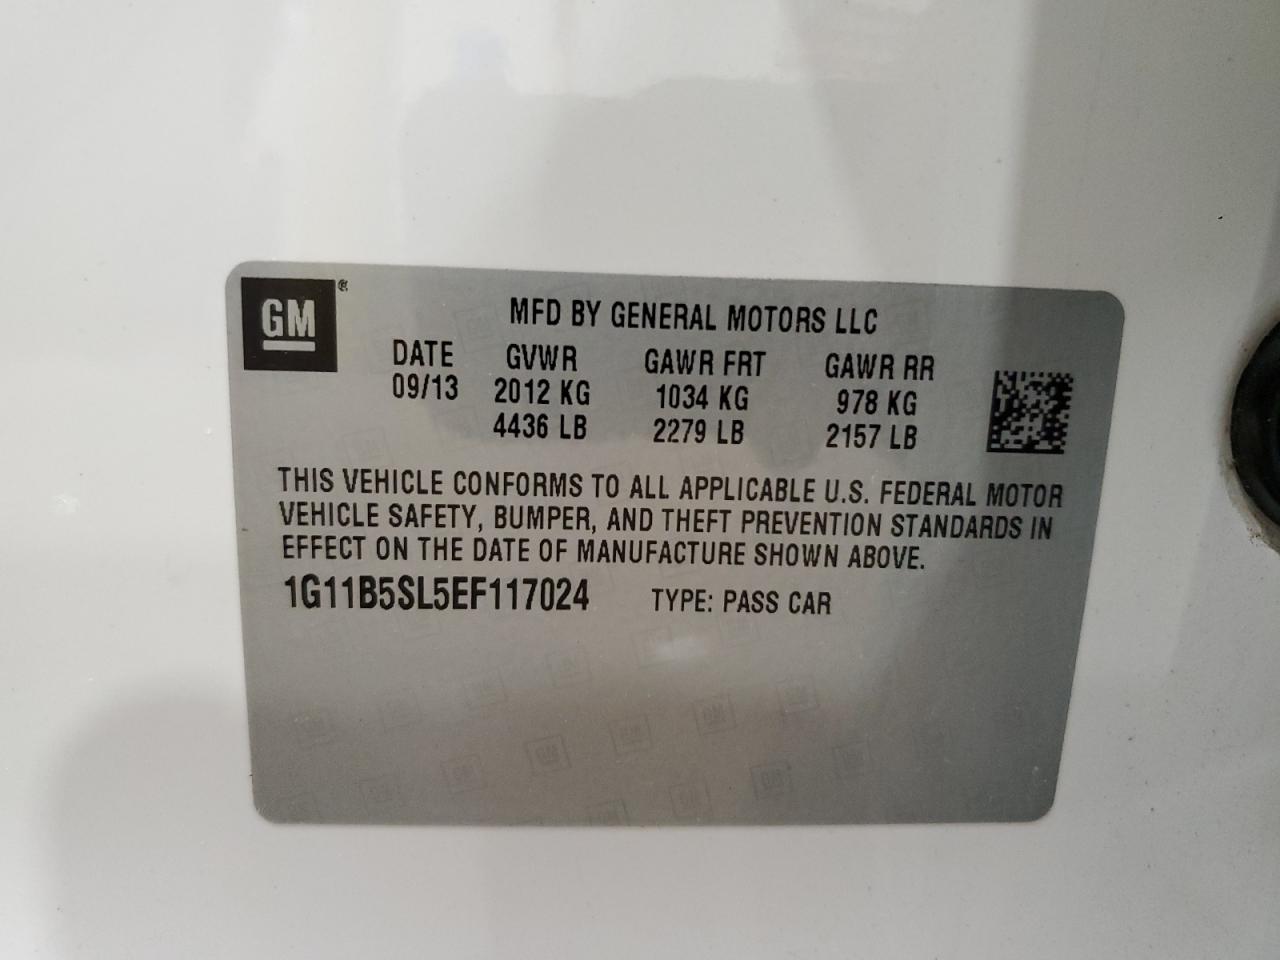 GM
MFD BY GENERAL MOTORS LLC
DATE GVWR GAWR FRT GAWR RR
09/13 2012 KG 1034 KG 978 KG
4436 LB 2279 LB 2157 LB
THIS VEHICLE CONFORMS TO ALL APPLICABLE U.S. FEDERAL MOTOR
VEHICLE SAFETY, BUMPER, AND THEFT PREVENTION STANDARDS IN
EFFECT ON THE DATE OF MANUFACTURE SHOWN ABOVE.
1G11B5SL5EF117024 TYPE: PASS CAR